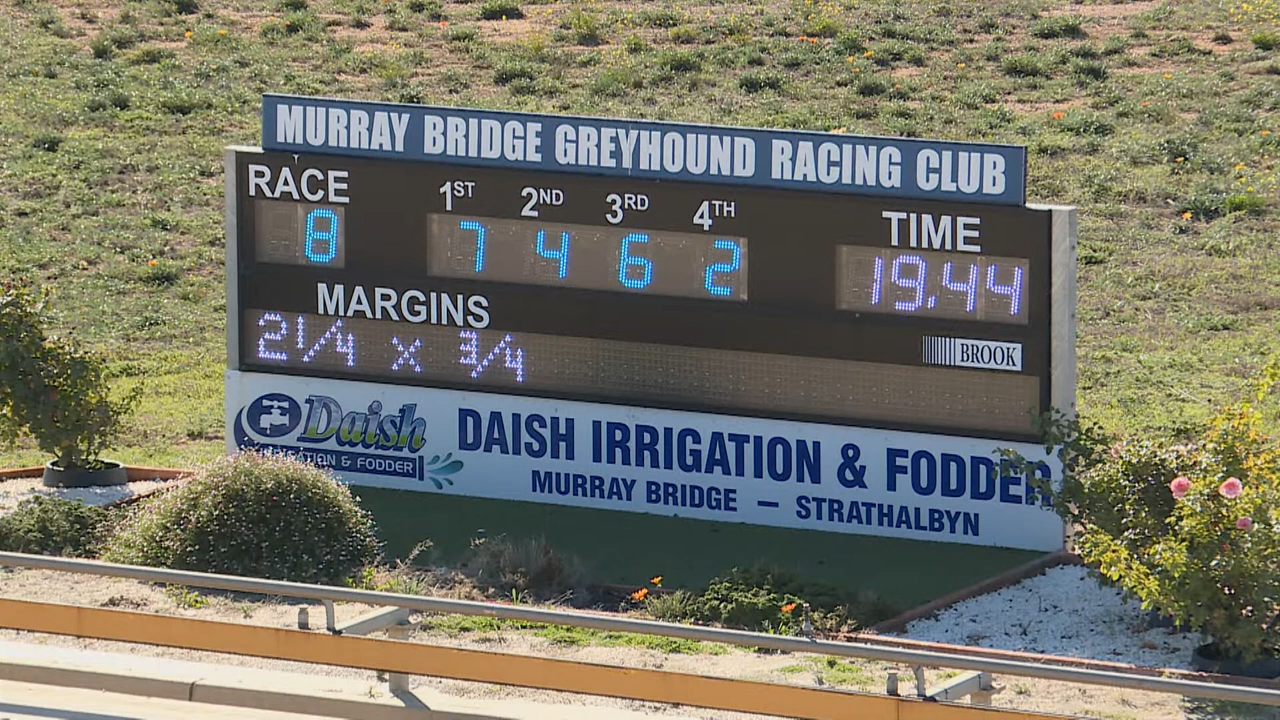 MURRAY BRIDGE GREYHOUND RACING CLUB
RACE 1ST 2ND 3RD 4TH TIME
8 7 4 6 2 19.44
MARGINS
2 1/4 x 3/4
BROOK
Daish
IRRIGATION & FODDER
DAISH IRRIGATION & FODDER
MURRAY BRIDGE — STRATHALBYN